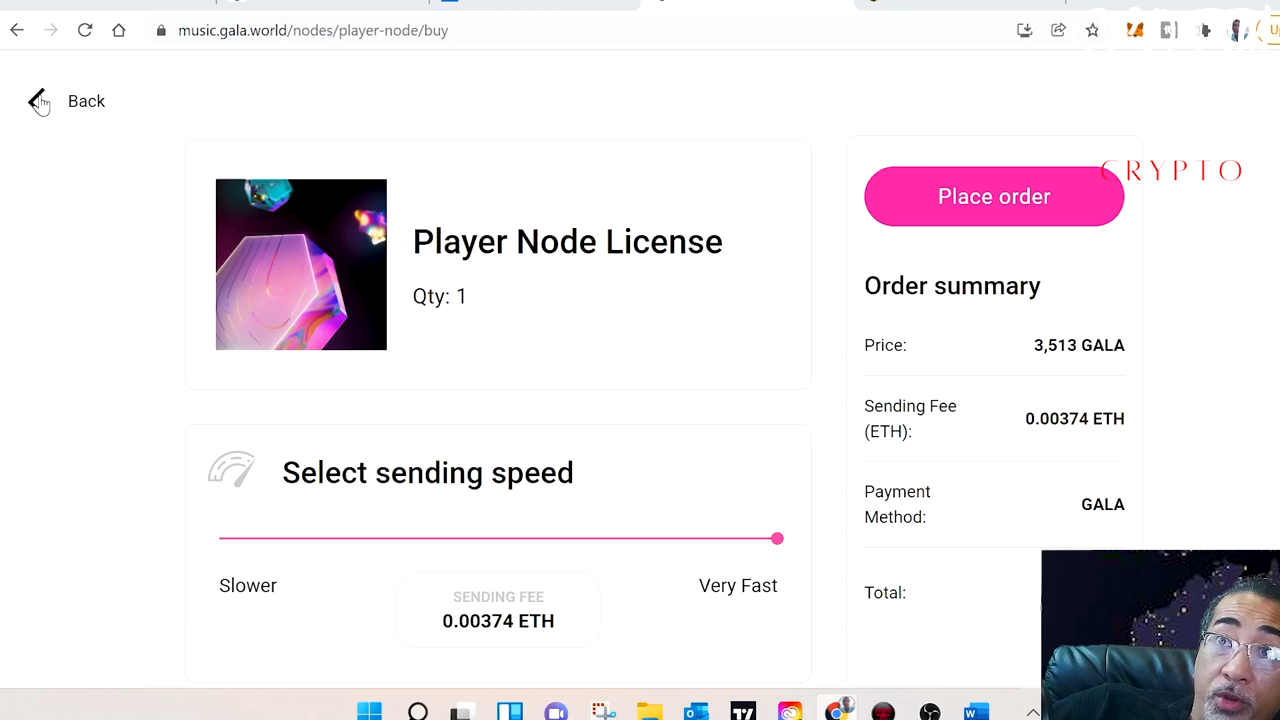 music.gala.world/nodes/player-node/buy
Back
CRYPTO
Place order
Player Node License
Qty: 1
Order summary
Price: 3,513 GALA
Sending Fee (ETH): 0.00374 ETH
Payment Method: GALA
Total:
Select sending speed
Slower
Very Fast
SENDING FEE
0.00374 ETH